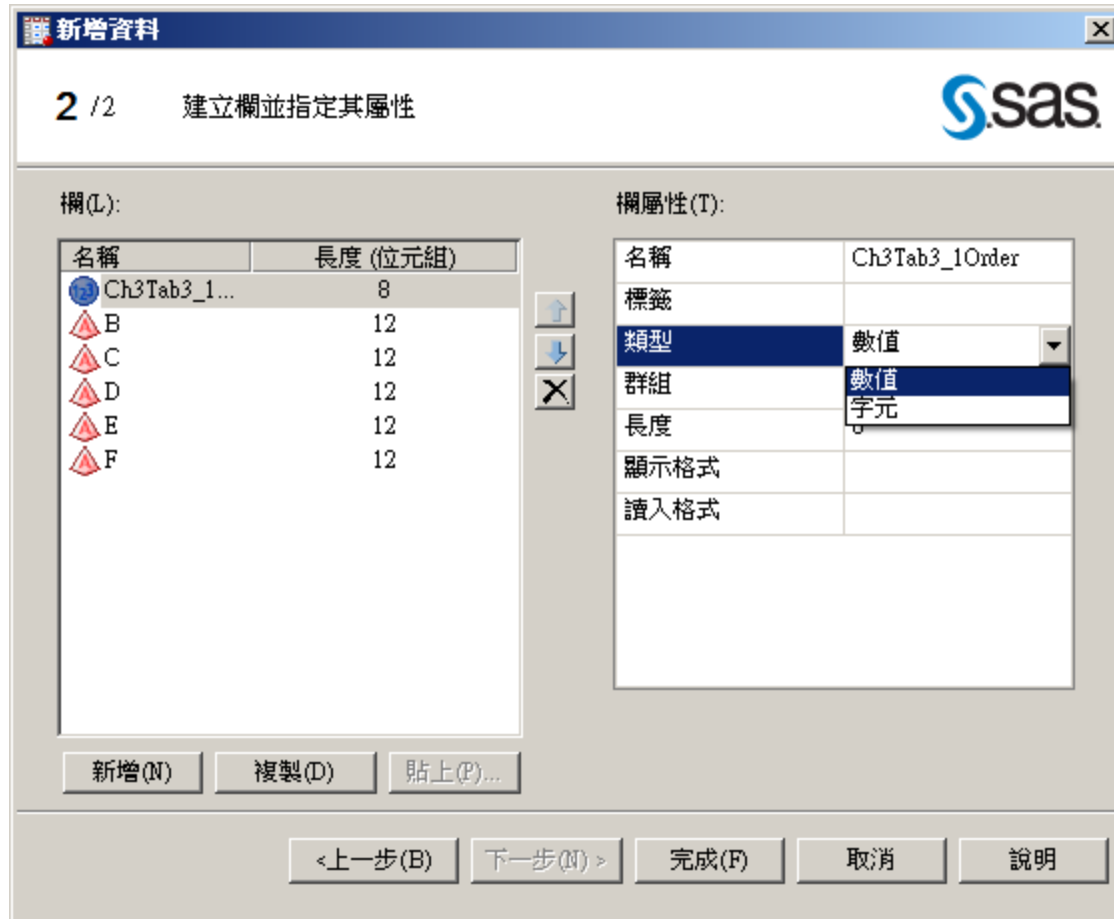 新增資料
2 /2 建立欄並指定其屬性
sas
欄(L):
名稱 長度 (位元組)
123 Ch3Tab3_1... 8
A B 12
A C 12
A D 12
A E 12
A F 12
新增(N) 複製(D) 貼上(P)...
欄屬性(T):
名稱 Ch3Tab3_1Order
標籤
類型 數值
群組 數值
字元
長度
顯示格式
讀入格式
<上一步(B) 下一步(N) > 完成(F) 取消 說明